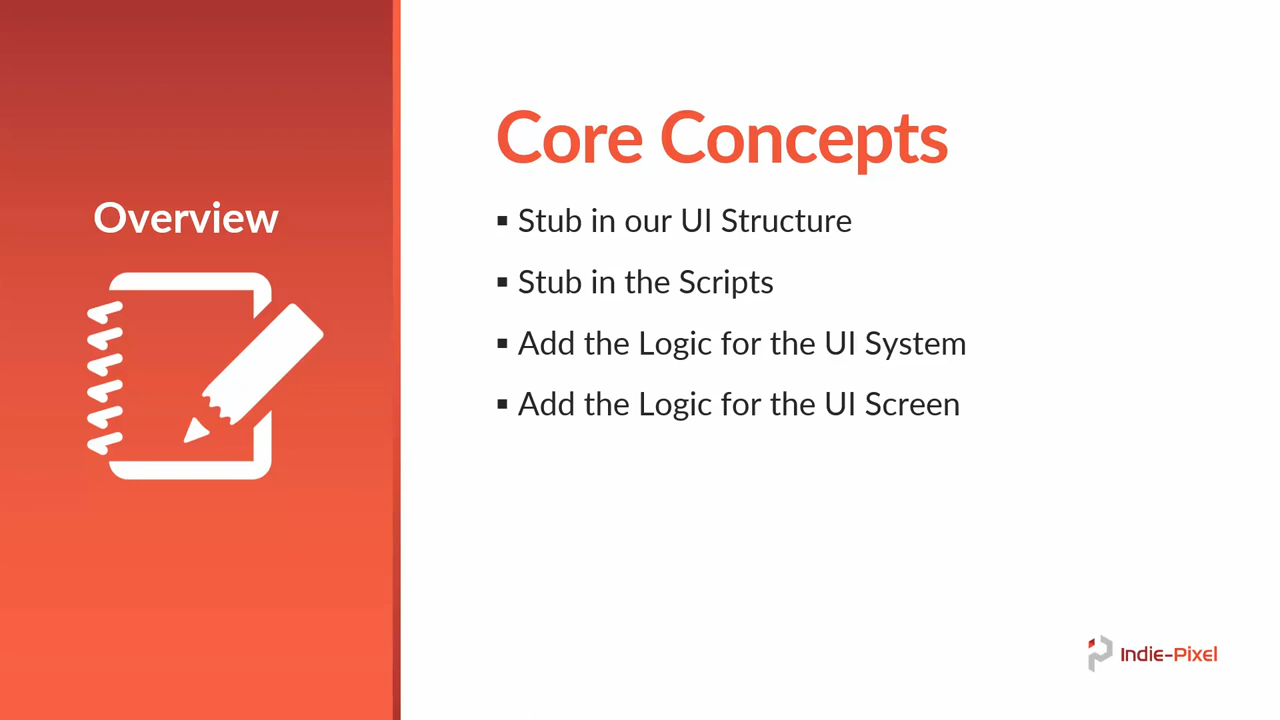 Overview
Core Concepts
▪ Stub in our UI Structure
▪ Stub in the Scripts
▪ Add the Logic for the UI System
▪ Add the Logic for the UI Screen
Indie-Pixel